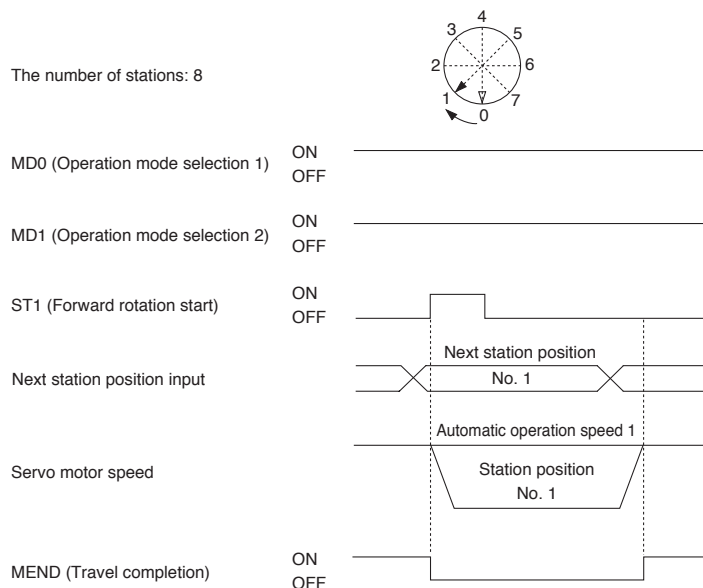 4
3 5
The number of stations: 8
2 6
1 7
0
MD0 (Operation mode selection 1) ON
OFF
MD1 (Operation mode selection 2) ON
OFF
ST1 (Forward rotation start) ON
OFF
Next station position
Next station position input No. 1
Automatic operation speed 1
Servo motor speed Station position
No. 1
MEND (Travel completion) ON
OFF